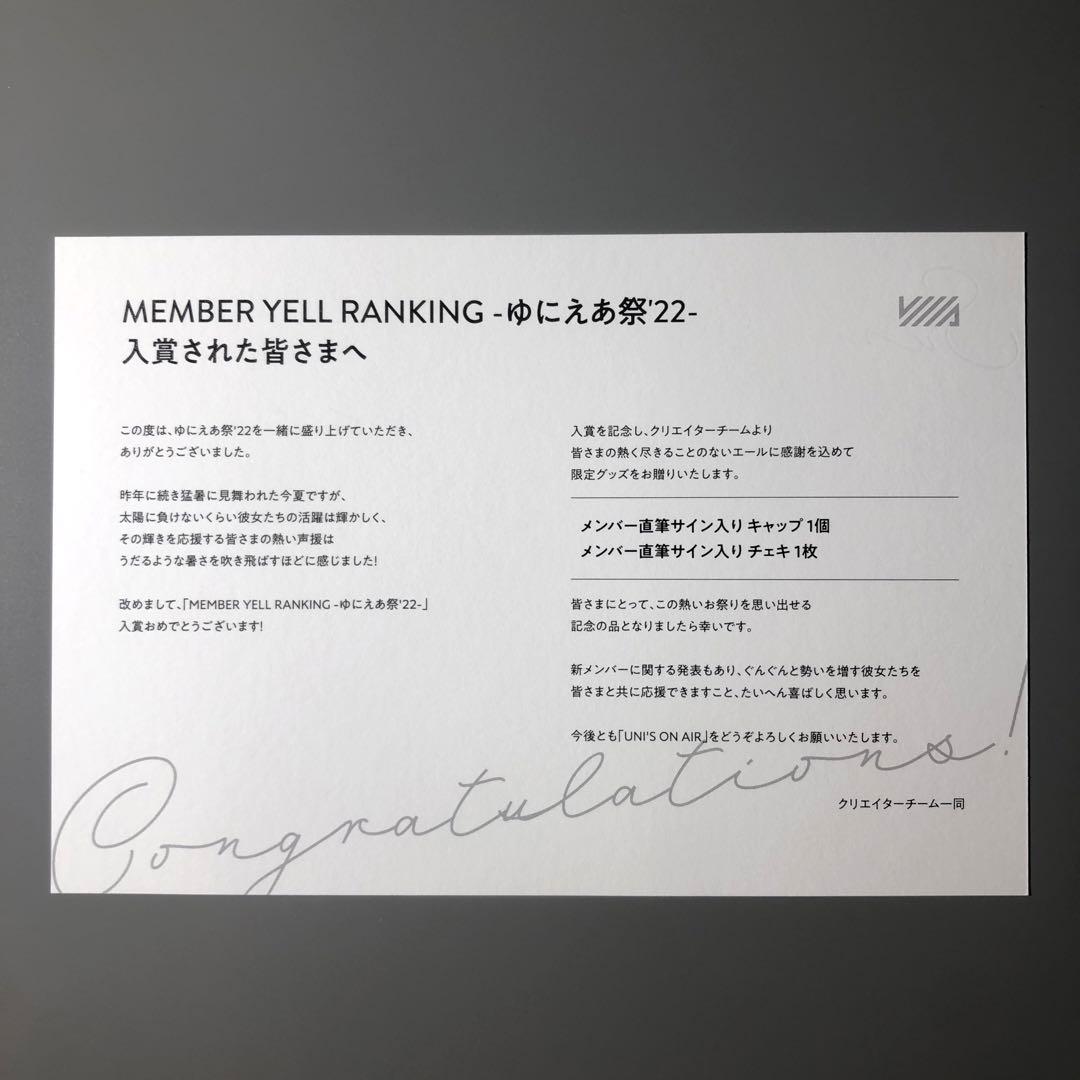 MEMBER YELL RANKING -ゆにえあ祭'22-
入賞された皆さまへ
この度は、ゆにえあ祭'22を一緒に盛り上げていただき、
ありがとうございました。
昨年に続き猛暑に見舞われた今夏ですが、
太陽に負けないくらい彼女たちの活躍は輝かしく、
その輝きを応援する皆さまの熱い声援は
うだるような暑さを吹き飛ばすほどに感じました!
改めまして、「MEMBER YELL RANKING -ゆにえあ祭'22-」
入賞おめでとうございます!
入賞を記念し、クリエイターチームより
皆さまの熱く尽きることのないエールに感謝を込めて
限定グッズをお贈りいたします。
メンバー直筆サイン入り キャップ 1個
メンバー直筆サイン入り チェキ 1枚
皆さまにとって、この熱いお祭りを思い出せる
記念の品となりましたら幸いです。
新メンバーに関する発表もあり、ぐんぐんと勢いを増す彼女たちを
皆さまと共に応援できますこと、たいへん喜ばしく思います。
今後とも「UNI'S ON AIR」をどうぞよろしくお願いいたします。
クリエイターチーム一同
Congratulations!